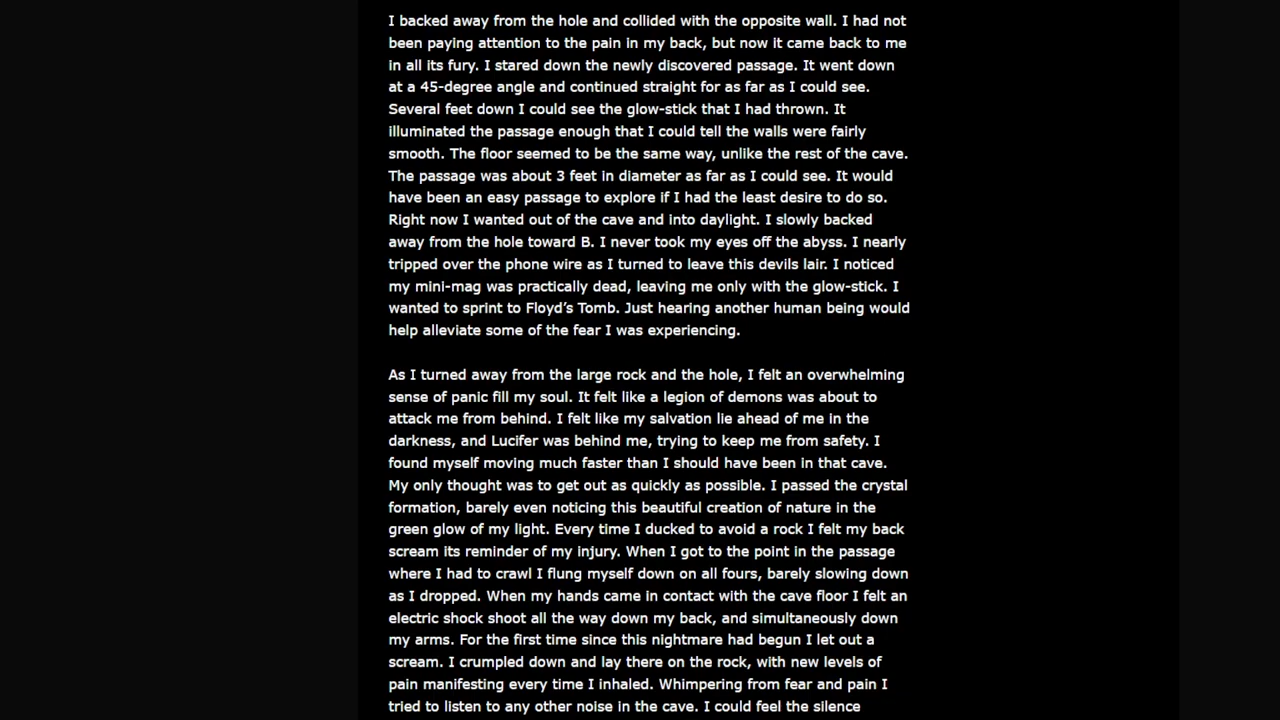 I backed away from the hole and collided with the opposite wall. I had not
been paying attention to the pain in my back, but now it came back to me
in all its fury. I stared down the newly discovered passage. It went down
at a 45-degree angle and continued straight for as far as I could see.
Several feet down I could see the glow-stick that I had thrown. It
illuminated the passage enough that I could tell the walls were fairly
smooth. The floor seemed to be the same way, unlike the rest of the cave.
The passage was about 3 feet in diameter as far as I could see. It would
have been an easy passage to explore if I had the least desire to do so.
Right now I wanted out of the cave and into daylight. I slowly backed
away from the hole toward B. I never took my eyes off the abyss. I nearly
tripped over the phone wire as I turned to leave this devils lair. I noticed
my mini-mag was practically dead, leaving me only with the glow-stick. I
wanted to sprint to Floyd’s Tomb. Just hearing another human being would
help alleviate some of the fear I was experiencing.
As I turned away from the large rock and the hole, I felt an overwhelming
sense of panic fill my soul. It felt like a legion of demons was about to
attack me from behind. I felt like my salvation lie ahead of me in the
darkness, and Lucifer was behind me, trying to keep me from safety. I
found myself moving much faster than I should have been in that cave.
My only thought was to get out as quickly as possible. I passed the crystal
formation, barely even noticing this beautiful creation of nature in the
green glow of my light. Every time I ducked to avoid a rock I felt my back
scream its reminder of my injury. When I got to the point in the passage
where I had to crawl I flung myself down on all fours, barely slowing down
as I dropped. When my hands came in contact with the cave floor I felt an
electric shock shoot all the way down my back, and simultaneously down
my arms. For the first time since this nightmare had begun I let out a
scream. I crumpled down and lay there on the rock, with new levels of
pain manifesting every time I inhaled. Whimpering from fear and pain I
tried to listen to any other noise in the cave. I could feel the silence